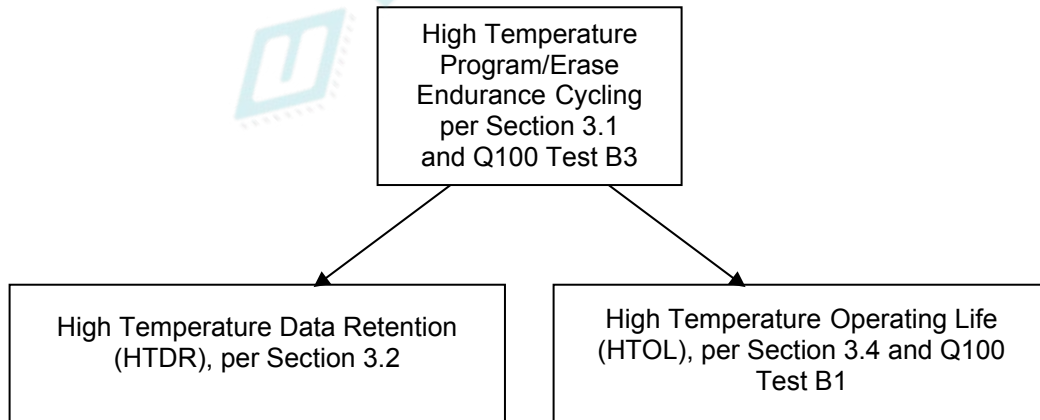 High Temperature
Program/Erase
Endurance Cycling
per Section 3.1
and Q100 Test B3
High Temperature Data Retention
(HTDR), per Section 3.2
High Temperature Operating Life
(HTOL), per Section 3.4 and Q100
Test B1